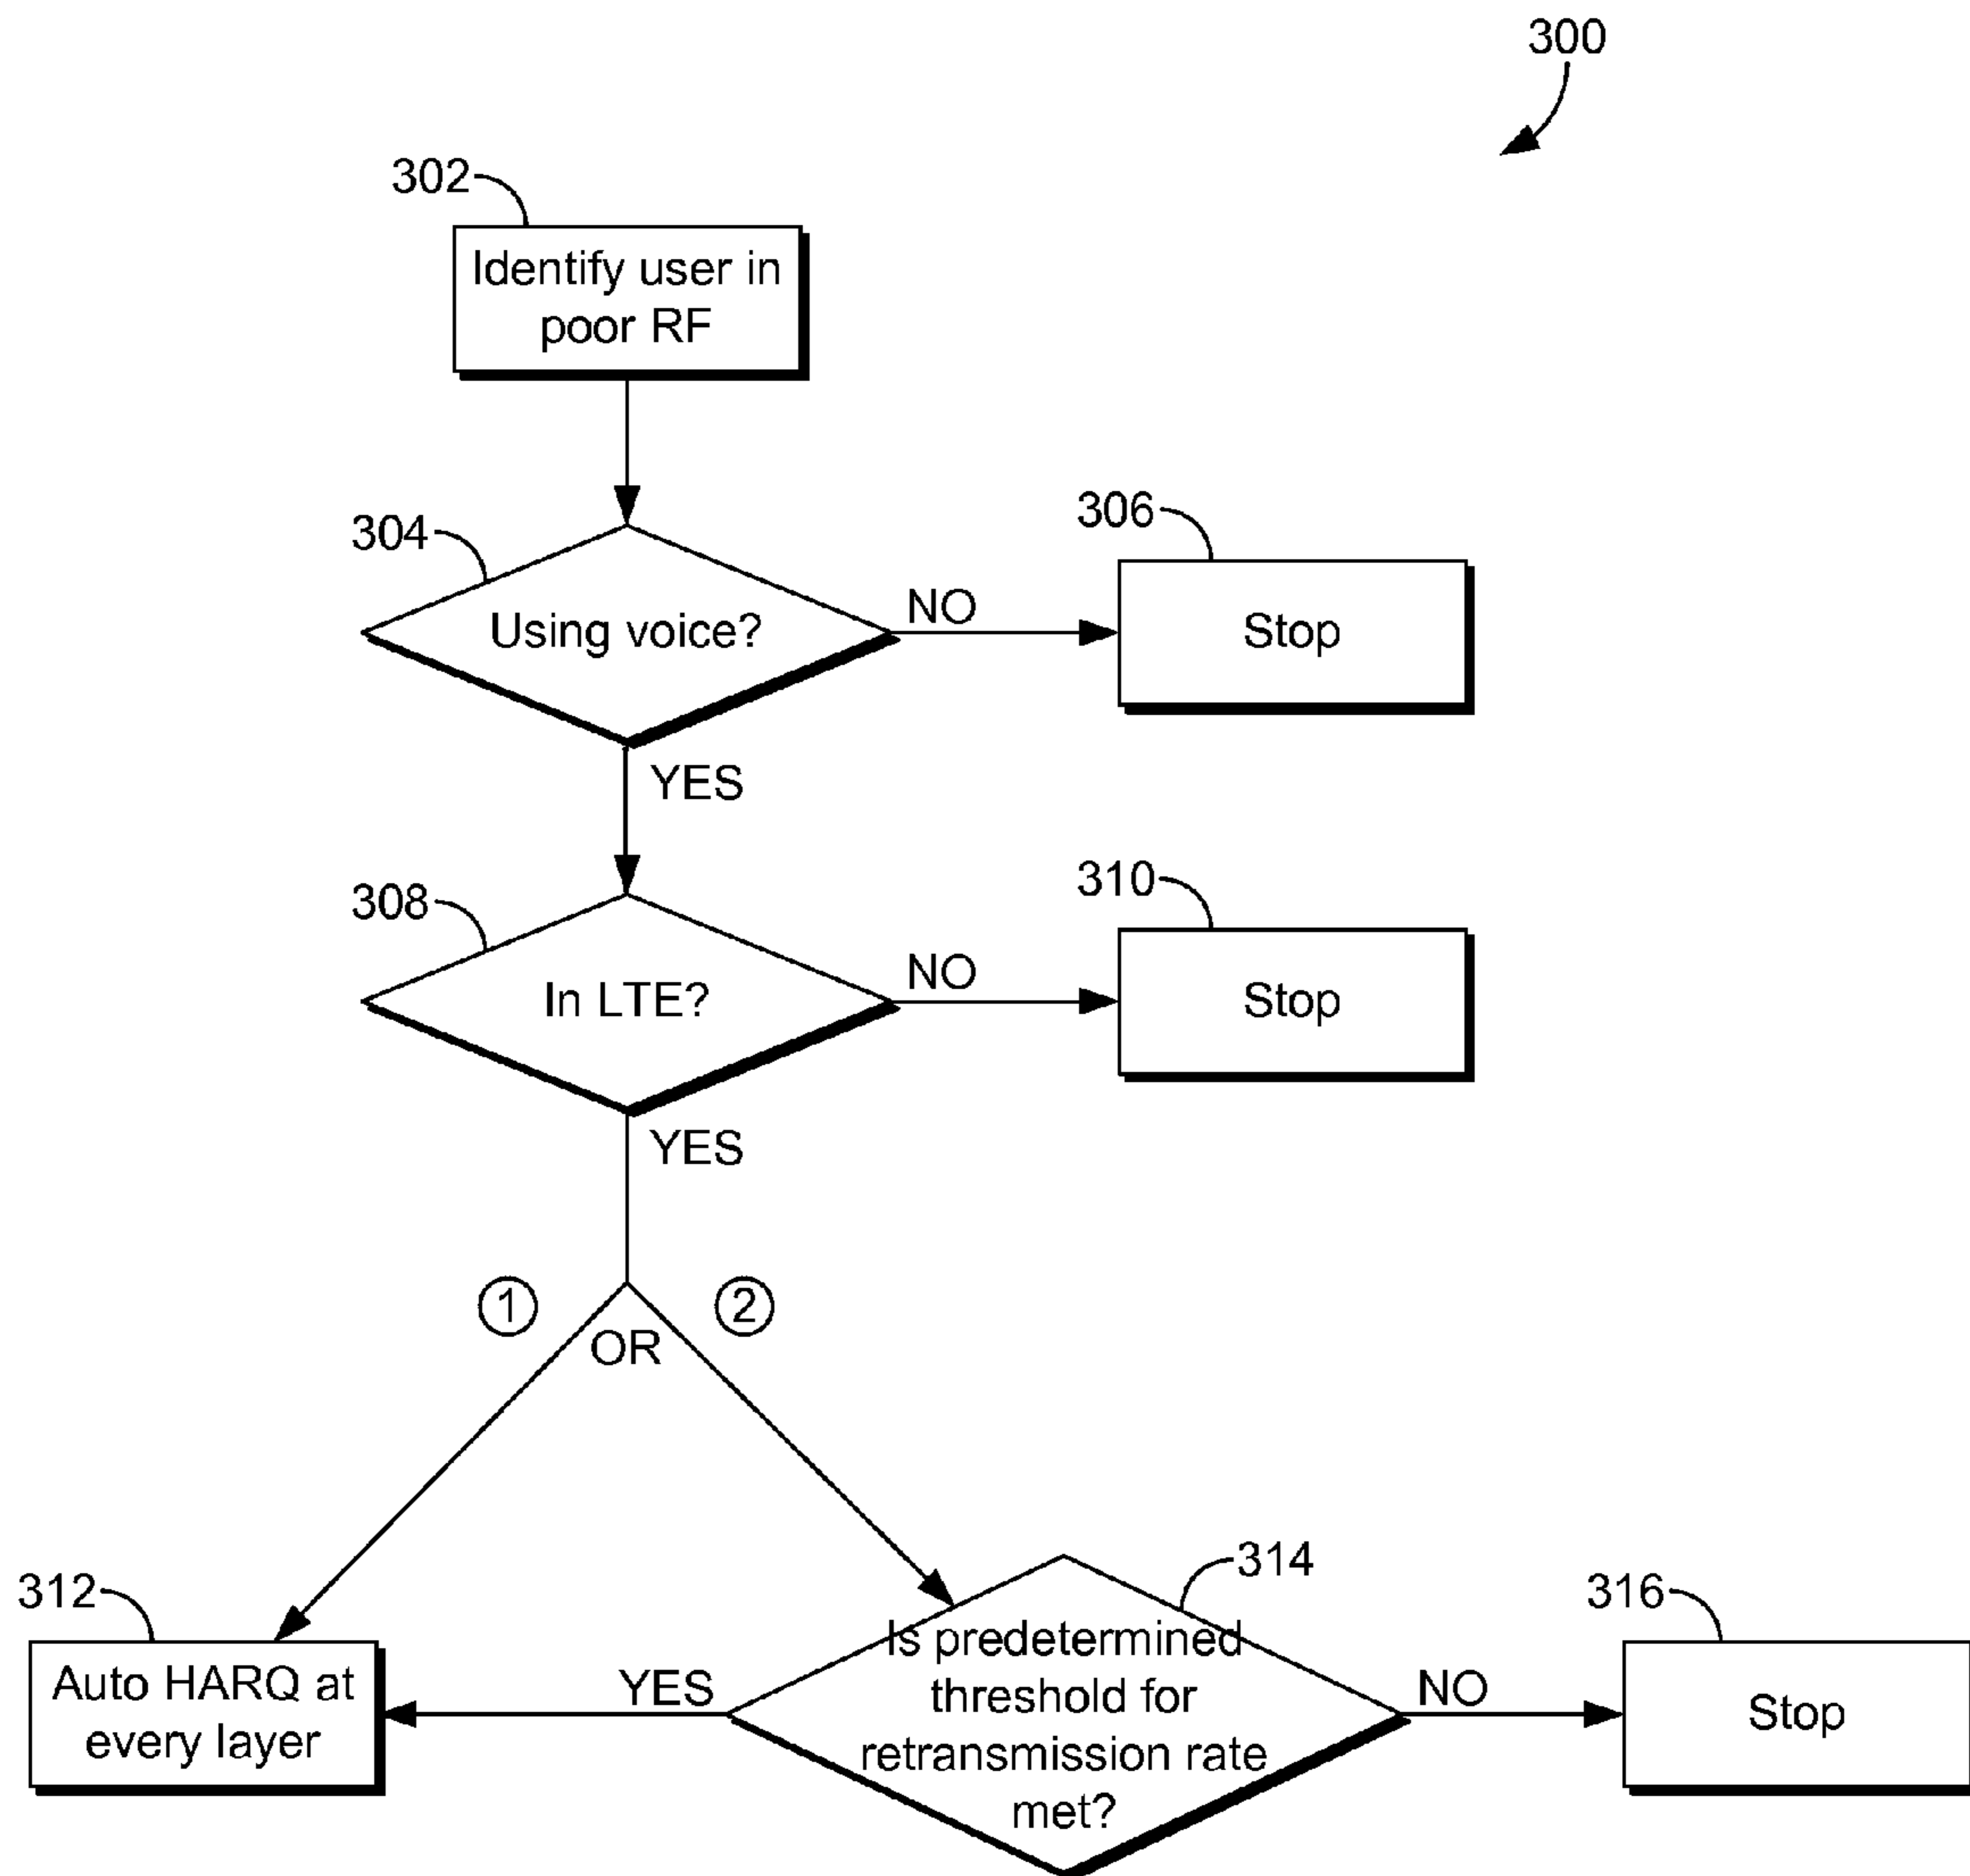 300
302
Identify user in
poor RF
304
Using voice?
NO
306
Stop
YES
308
In LTE?
NO
310
Stop
YES
1
OR
2
312
Auto HARQ at
every layer
YES
314
Is predetermined
threshold for
retransmission rate
met?
NO
316
Stop